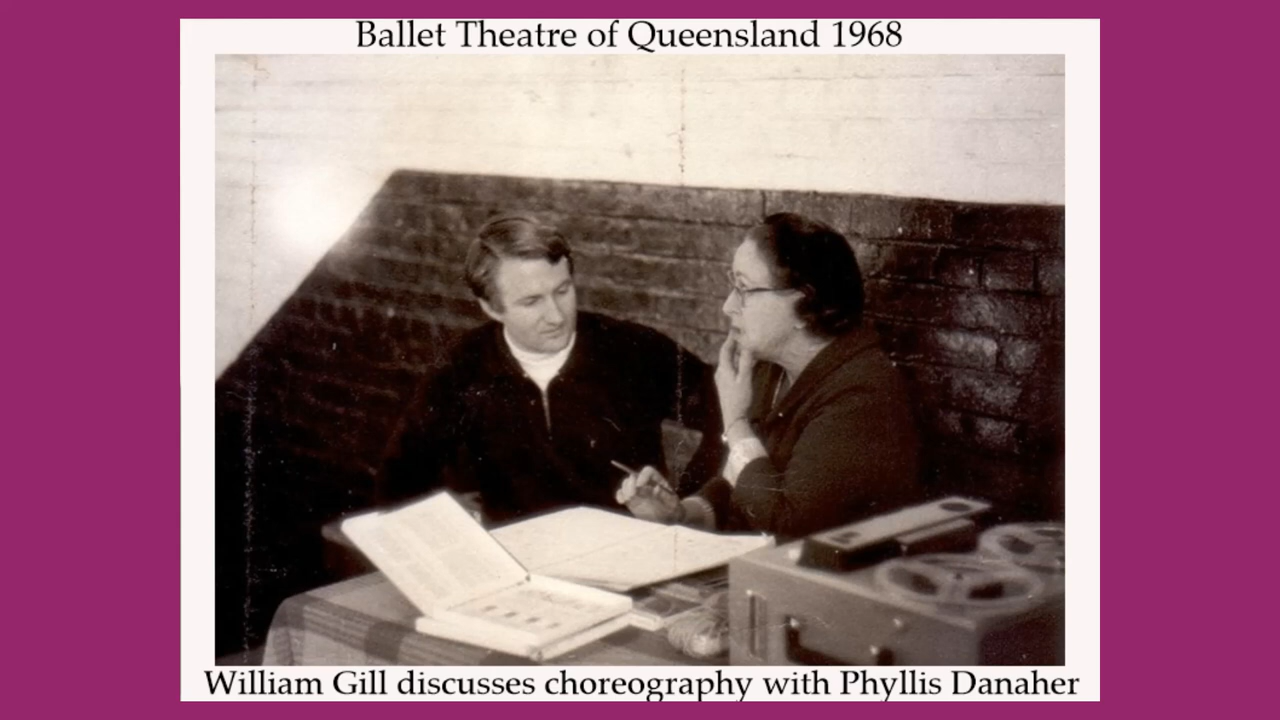 Ballet Theatre of Queensland 1968
William Gill discusses choreography with Phyllis Danaher